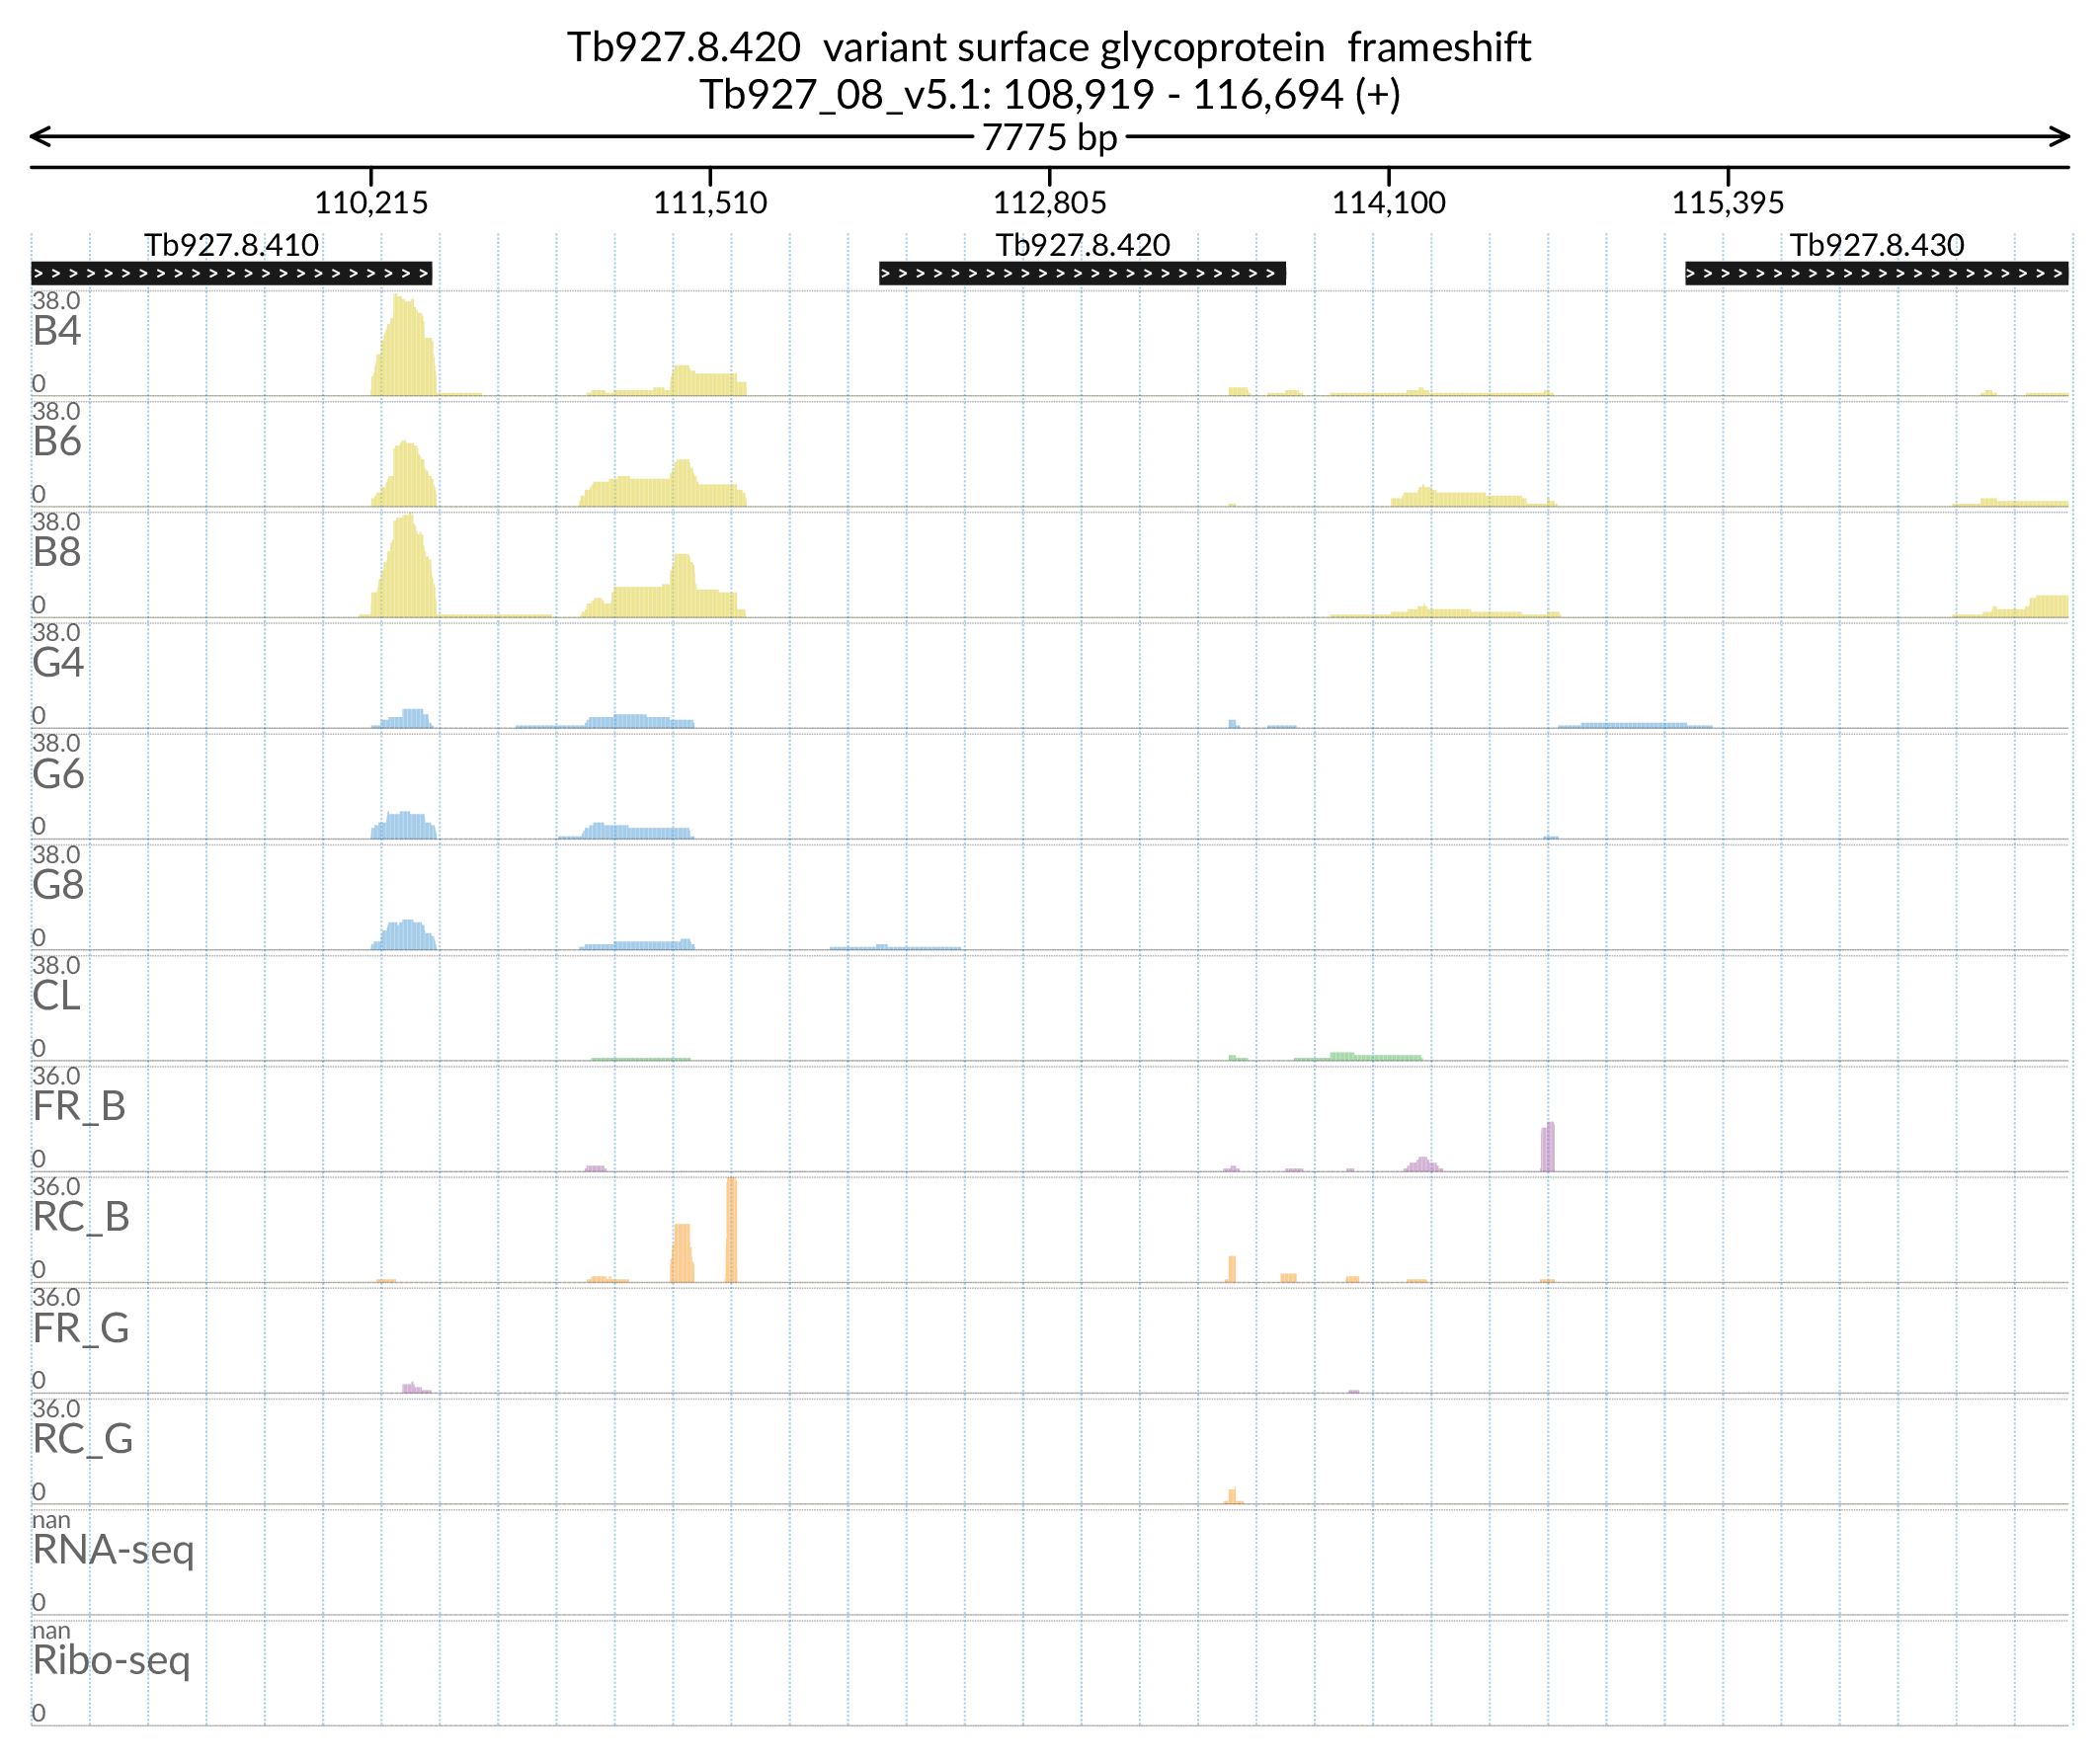 Tb927.8.420 variant surface glycoprotein frameshift
Tb927_08_v5.1: 108,919 - 116,694 (+)
7775 bp
110,215 111,510 112,805 114,100 115,395
Tb927.8.410 Tb927.8.420 Tb927.8.430
38.0
B4
0
38.0
B6
0
38.0
B8
0
38.0
G4
0
38.0
G6
0
38.0
G8
0
38.0
CL
0
36.0
FR_B
0
36.0
RC_B
0
36.0
FR_G
0
36.0
RC_G
0
nan
RNA-seq
0
nan
Ribo-seq
0